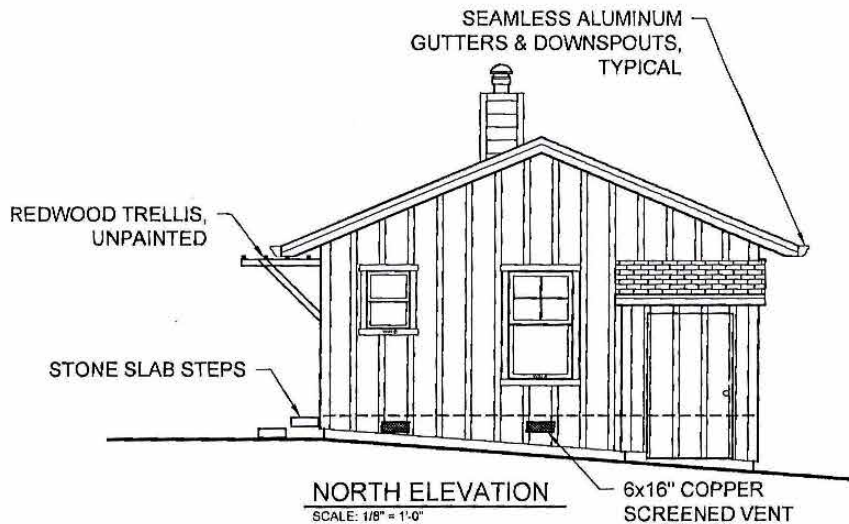 SEAMLESS ALUMINUM
GUTTERS & DOWNSPOUTS,
TYPICAL
REDWOOD TRELLIS,
UNPAINTED
STONE SLAB STEPS
NORTH ELEVATION
SCALE: 1/8" = 1'-0"
6x16" COPPER
SCREENED VENT